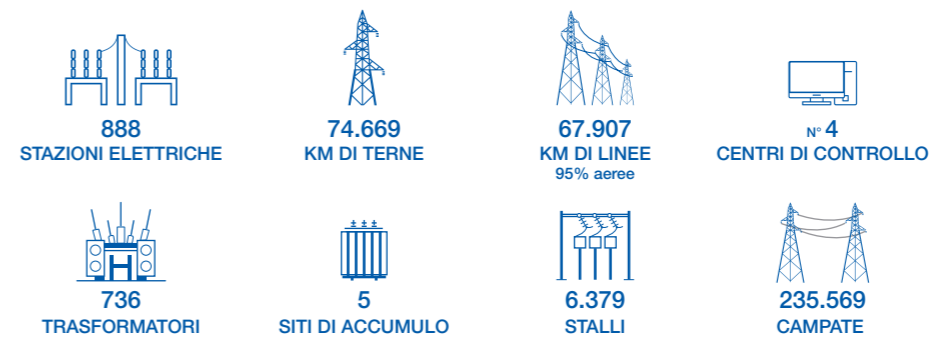 888
STAZIONI ELETTRICHE
74.669
KM DI TERNE
67.907
KM DI LINEE
95% aeree
N° 4
CENTRI DI CONTROLLO
736
TRASFORMATORI
5
SITI DI ACCUMULO
6.379
STALLI
235.569
CAMPATE